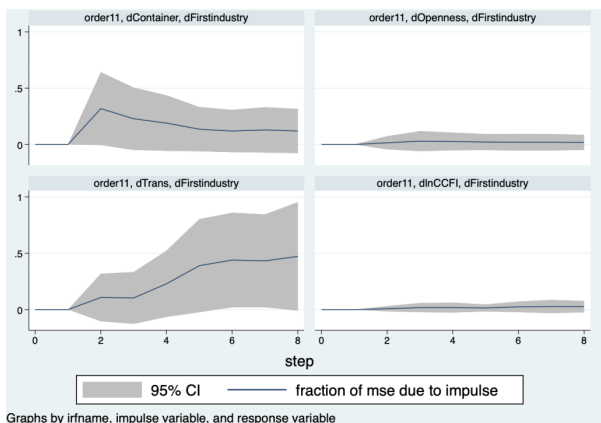 order11, dContainer, dFirstindustry
order11, dOpenness, dFirstindustry
1
.5
0
order11, dTrans, dFirstindustry
order11, dlnCCFI, dFirstindustry
1
.5
0
0 2 4 6 8
0 2 4 6 8
step
95% CI
fraction of mse due to impulse
Graphs by irfname, impulse variable, and response variable